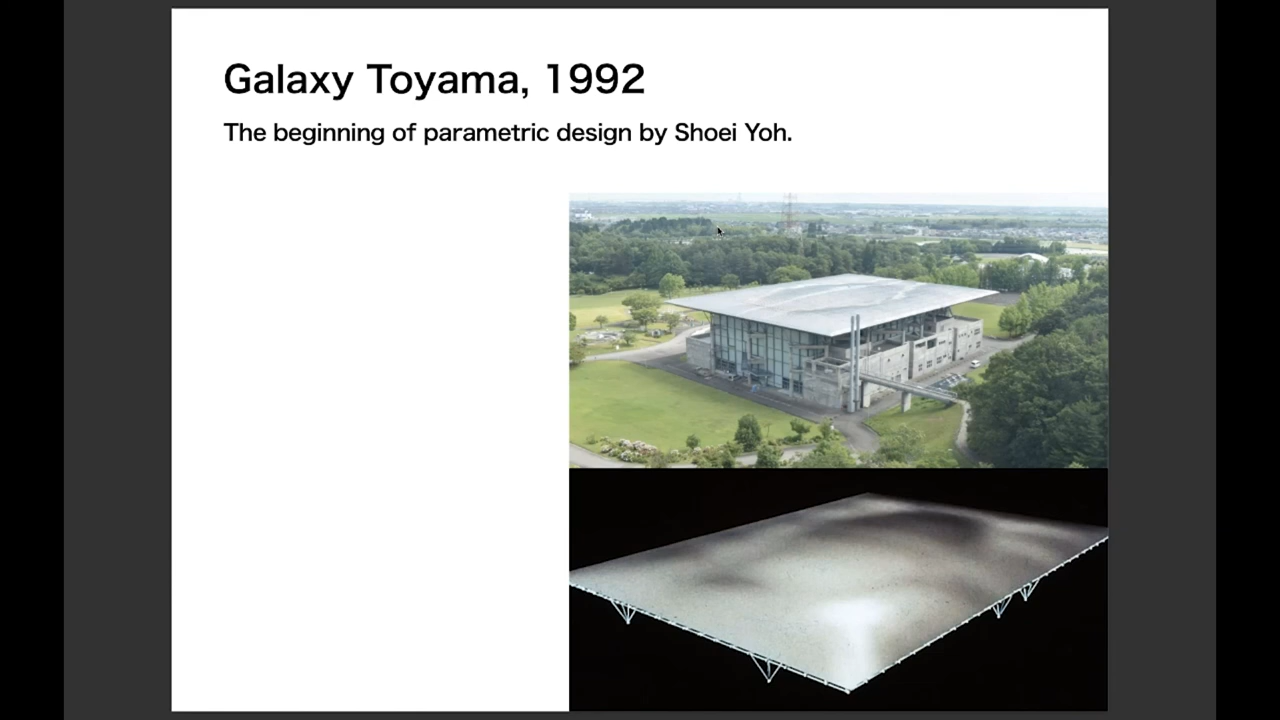 Galaxy Toyama, 1992
The beginning of parametric design by Shoei Yoh.